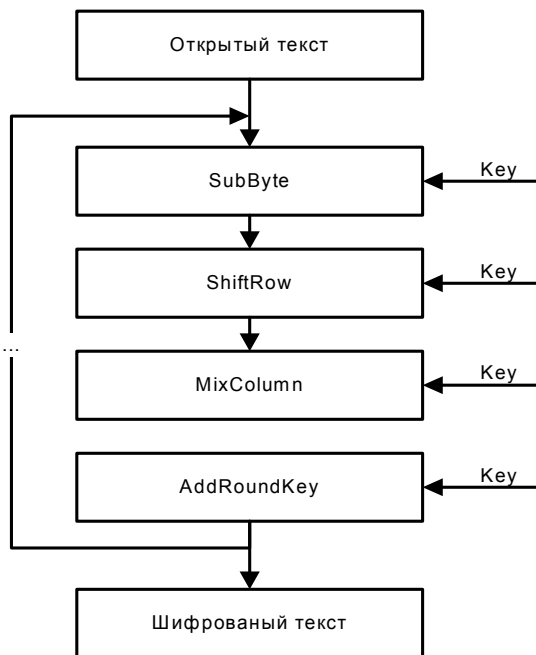 Открытый текст
SubByte
Key
ShiftRow
Key
...
MixColumn
Key
AddRoundKey
Key
Шифрованый текст